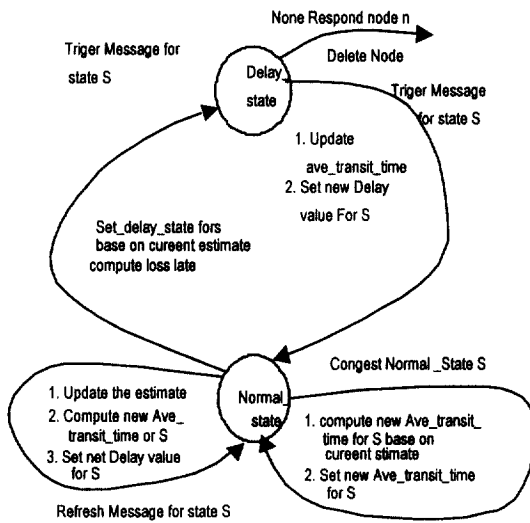 None Respond node n
Triger Message for
state S
Delay_
state
Delete Node
Triger Message
for state S
1. Update
ave_transit_time
2. Set new Delay
value For S
Set_delay_state fors
base on cureent estimate
compute loss late
Congest Normal _State S
1. Update the estimate
2. Compute new Ave_
transit_time or S
3. Set net Delay value
for S
Normal_
state
1. compute new Ave_transit_
time for S base on
cureent stimate
2. Set new Ave_transit_time
for S
Refresh Message for state S